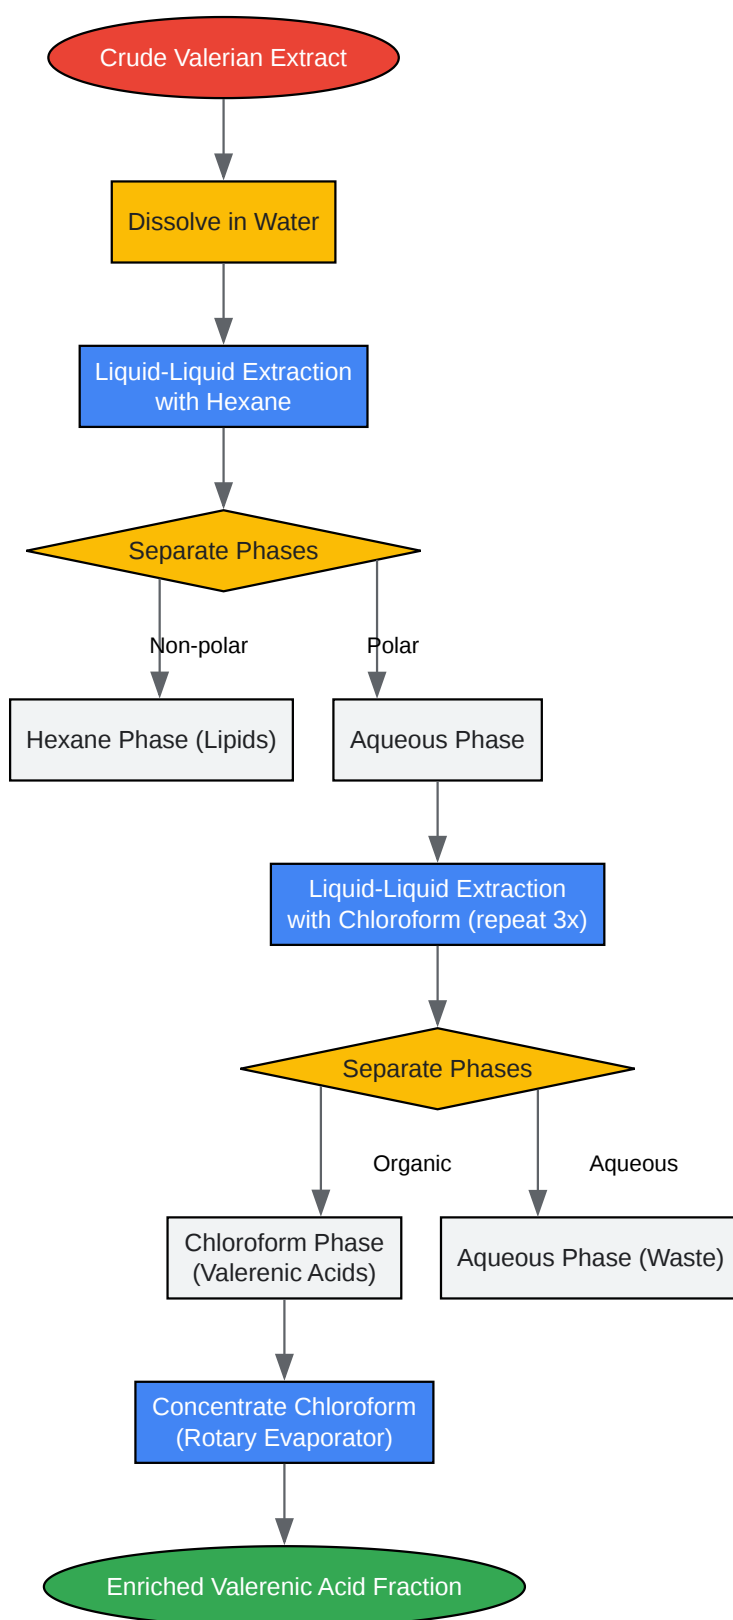 Crude Valerian Extract
Dissolve in Water
Liquid-Liquid Extraction
with Hexane
Separate Phases
Non-polar
Polar
Hexane Phase (Lipids)
Aqueous Phase
Liquid-Liquid Extraction
with Chloroform (repeat 3x)
Separate Phases
Organic
Aqueous
Chloroform Phase
(Valerenic Acids)
Aqueous Phase (Waste)
Concentrate Chloroform
(Rotary Evaporator)
Enriched Valerenic Acid Fraction